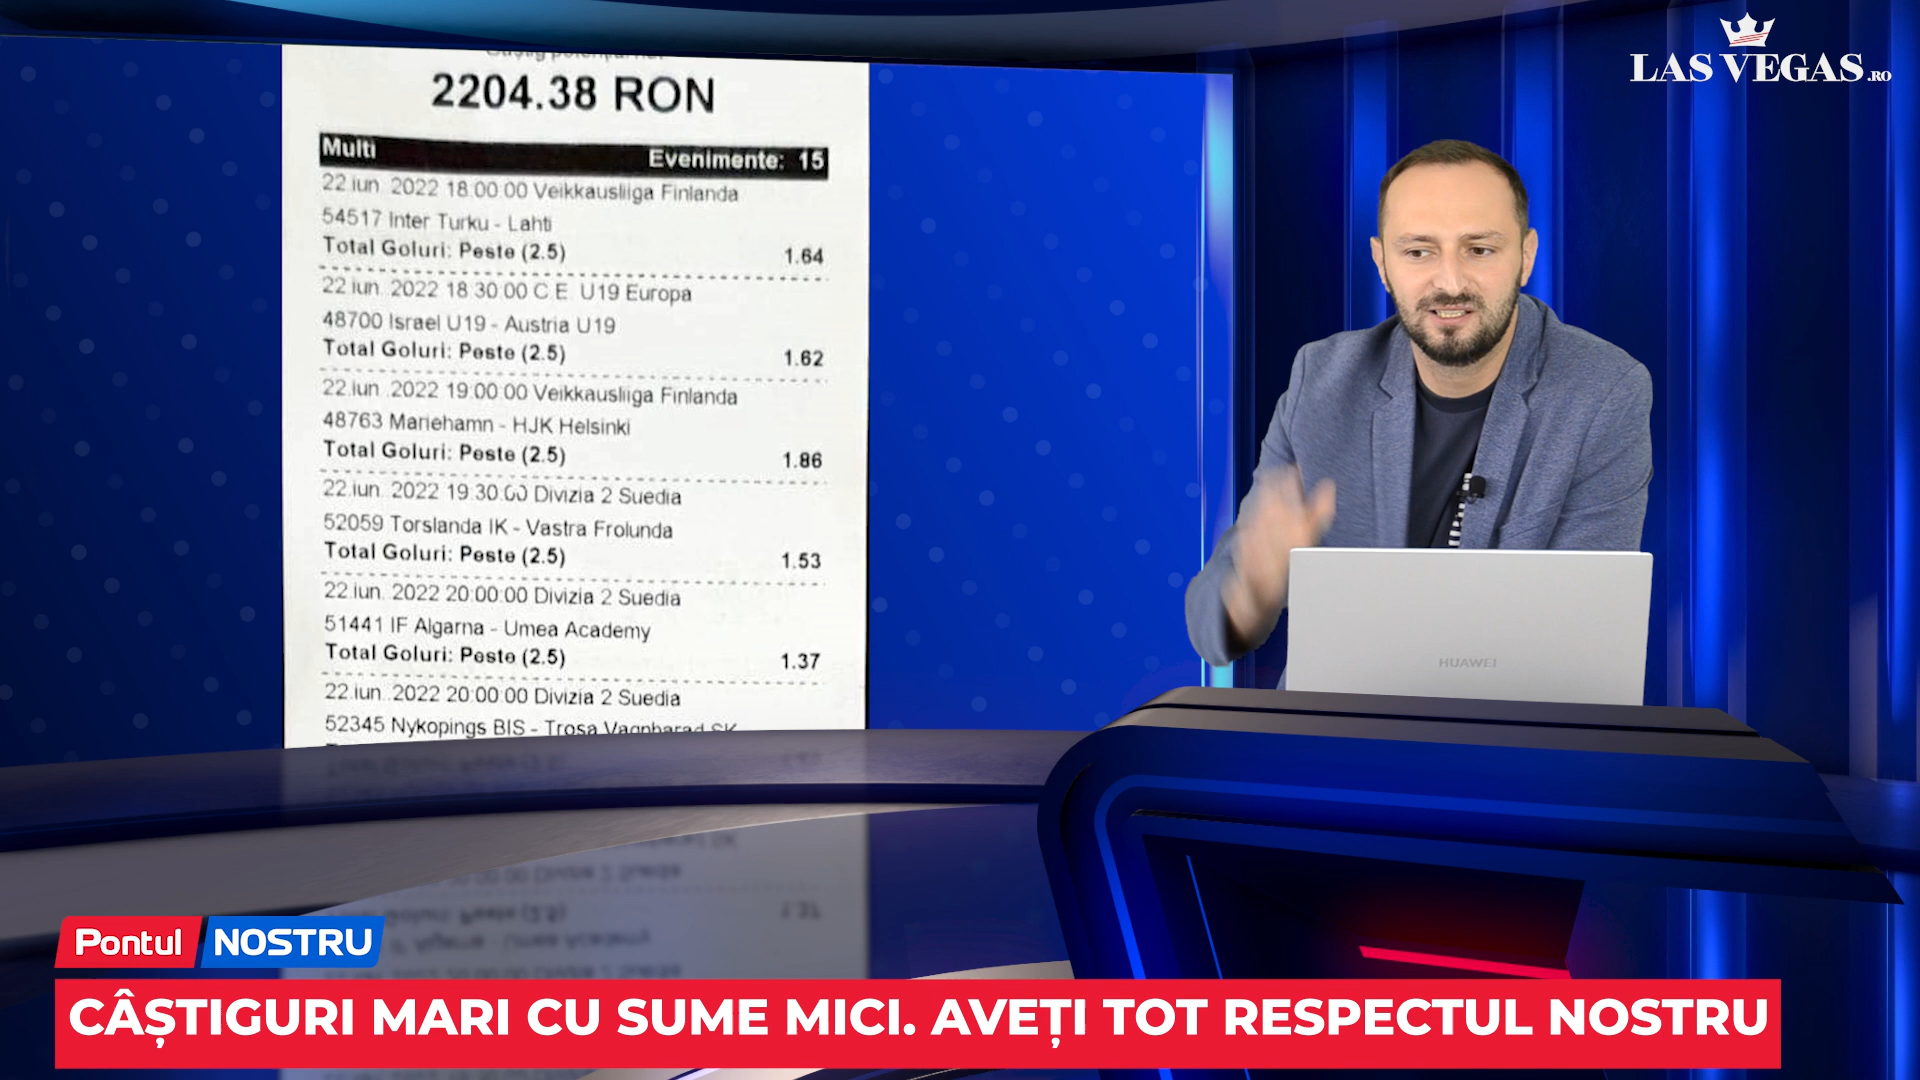 LAS VEGAS.RO
2204.38 RON
Multi Evenimente: 15
22.iun..2022 18:00:00 Veikkausliiga Finlanda
54517 Inter Turku - Lahti
Total Goluri: Peste (2.5) 1.64
22.iun..2022 18:30:00 C.E. U19 Europa
48700 Israel U19 - Austria U19
Total Goluri: Peste (2.5) 1.62
22.iun..2022 19:00:00 Veikkausliiga Finlanda
48763 Mariehamn - HJK Helsinki
Total Goluri: Peste (2.5) 1.86
22.iun..2022 19:30:00 Divizia 2 Suedia
52059 Torslanda IK - Vastra Frolunda
Total Goluri: Peste (2.5) 1.53
22.iun..2022 20:00:00 Divizia 2 Suedia
51441 IF Algarna - Umea Academy
Total Goluri: Peste (2.5) 1.37
22.iun..2022 20:00:00 Divizia 2 Suedia
52345 Nykopings BIS - Trosa Vagnharad SK
HUAWEI
Pontul NOSTRU
CÂȘTIGURI MARI CU SUME MICI. AVEȚI TOT RESPECTUL NOSTRU